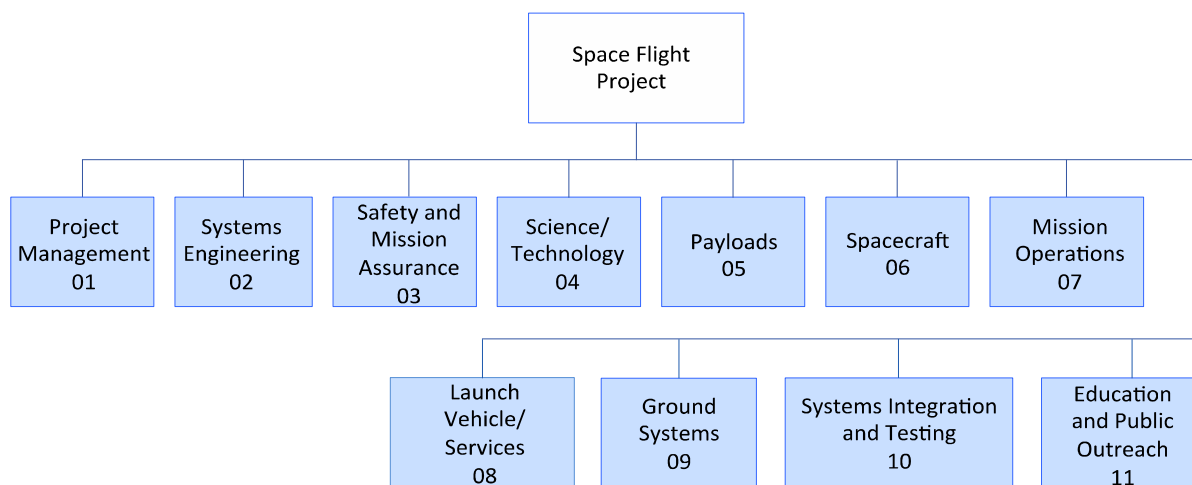 Space Flight
Project
Project
Management
01
Systems
Engineering
02
Safety and
Mission
Assurance
03
Science/
Technology
04
Payloads
05
Spacecraft
06
Mission
Operations
07
Launch
Vehicle/
Services
08
Ground
Systems
09
Systems Integration
and Testing
10
Education
and Public
Outreach
11